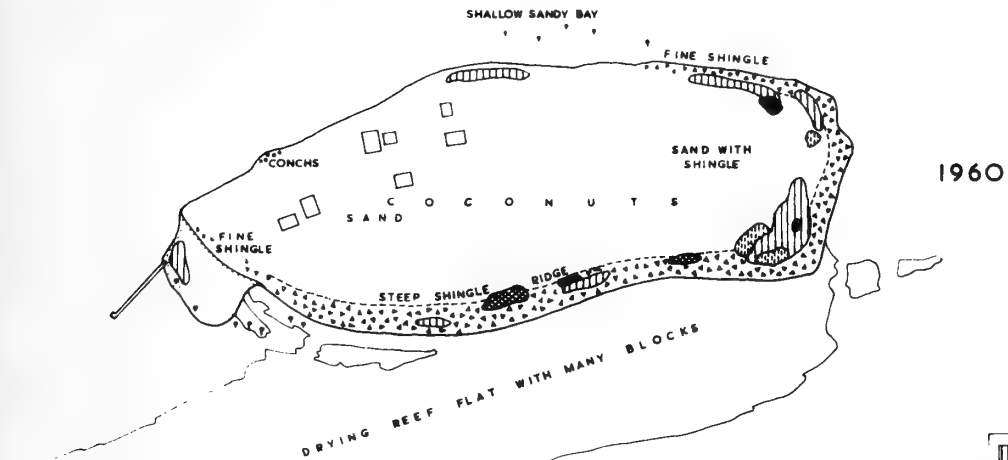 SHALLOW SANDY BAY
FINE SHINGLE
CONCHS
SAND WITH
SHINGLE
1960
COCONUTS
SAND
FINE
SHINGLE
STEEP SHINGLE RIDGE
DRYING REEF FLAT WITH MANY BLOCKS